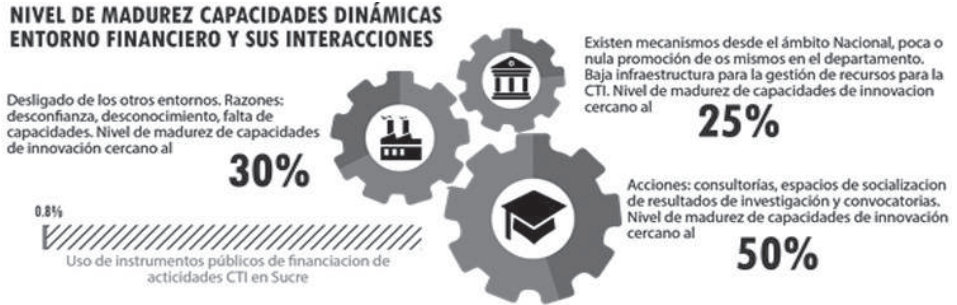 NIVEL DE MADUREZ CAPACIDADES DINÁMICAS
ENTORNO FINANCIERO Y SUS INTERACCIONES
Existen mecanismos desde el ámbito Nacional, poca o
nula promoción de os mismos en el departamento.
Baja infraestructura para la gestión de recursos para la
CTI. Nivel de madurez de capacidades de innovacion
cercano al
25%
Desligado de los otros entornos. Razones:
desconfianza, desconocimiento, falta de
capacidades. Nivel de madurez de capacidades
de innovación cercano al
30%
Acciones: consultorías, espacios de socializacion
de resultados de investigación y convocatorias.
Nivel de madurez de capacidades de innovación
cercano al
50%
0.8%
Uso de instrumentos públicos de financiacion de
acticidades CTI en Sucre